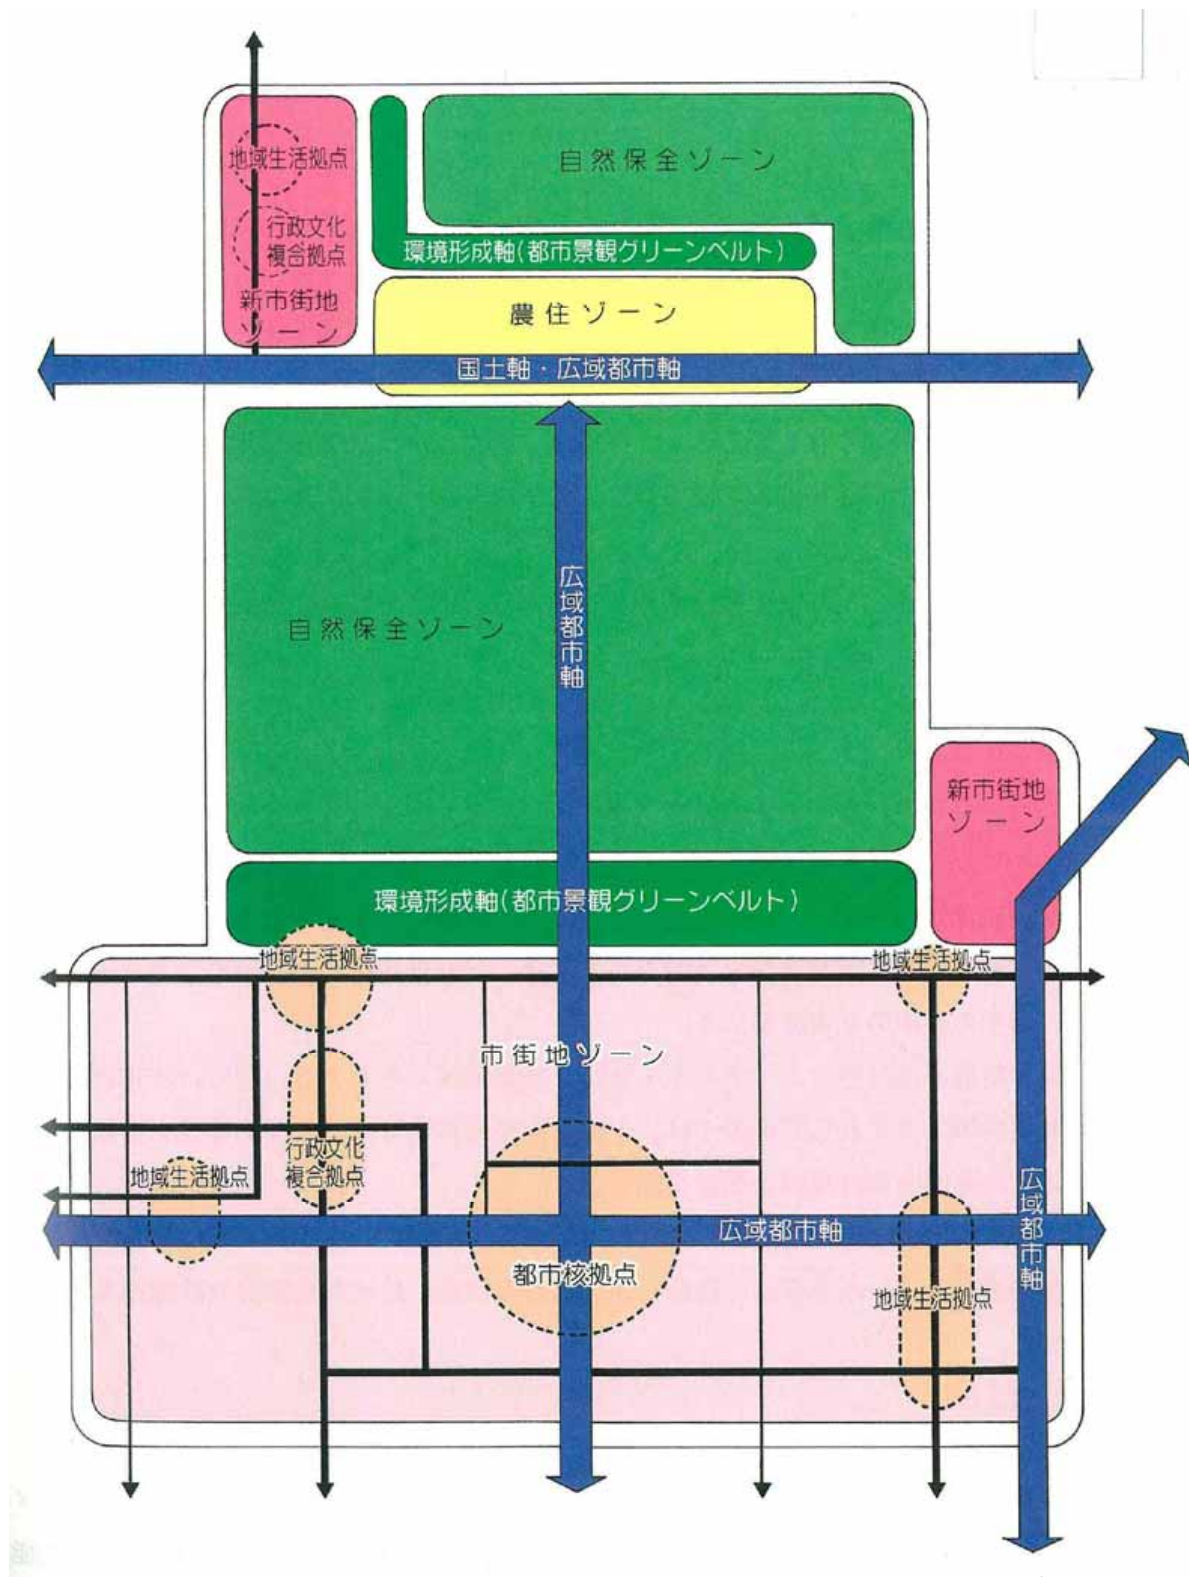 地域生活拠点
自然保全ゾーン
行政文化
複合拠点
環境形成軸(都市景観グリーンベルト)
新市街地
ゾーン
農住ゾーン
国土軸・広域都市軸
広域都市軸
自然保全ゾーン
新市街地
ゾーン
環境形成軸(都市景観グリーンベルト)
地域生活拠点
地域生活拠点
市街地ゾーン
行政文化
複合拠点
地域生活拠点
広域都市軸
広域都市軸
都市核拠点
地域生活拠点